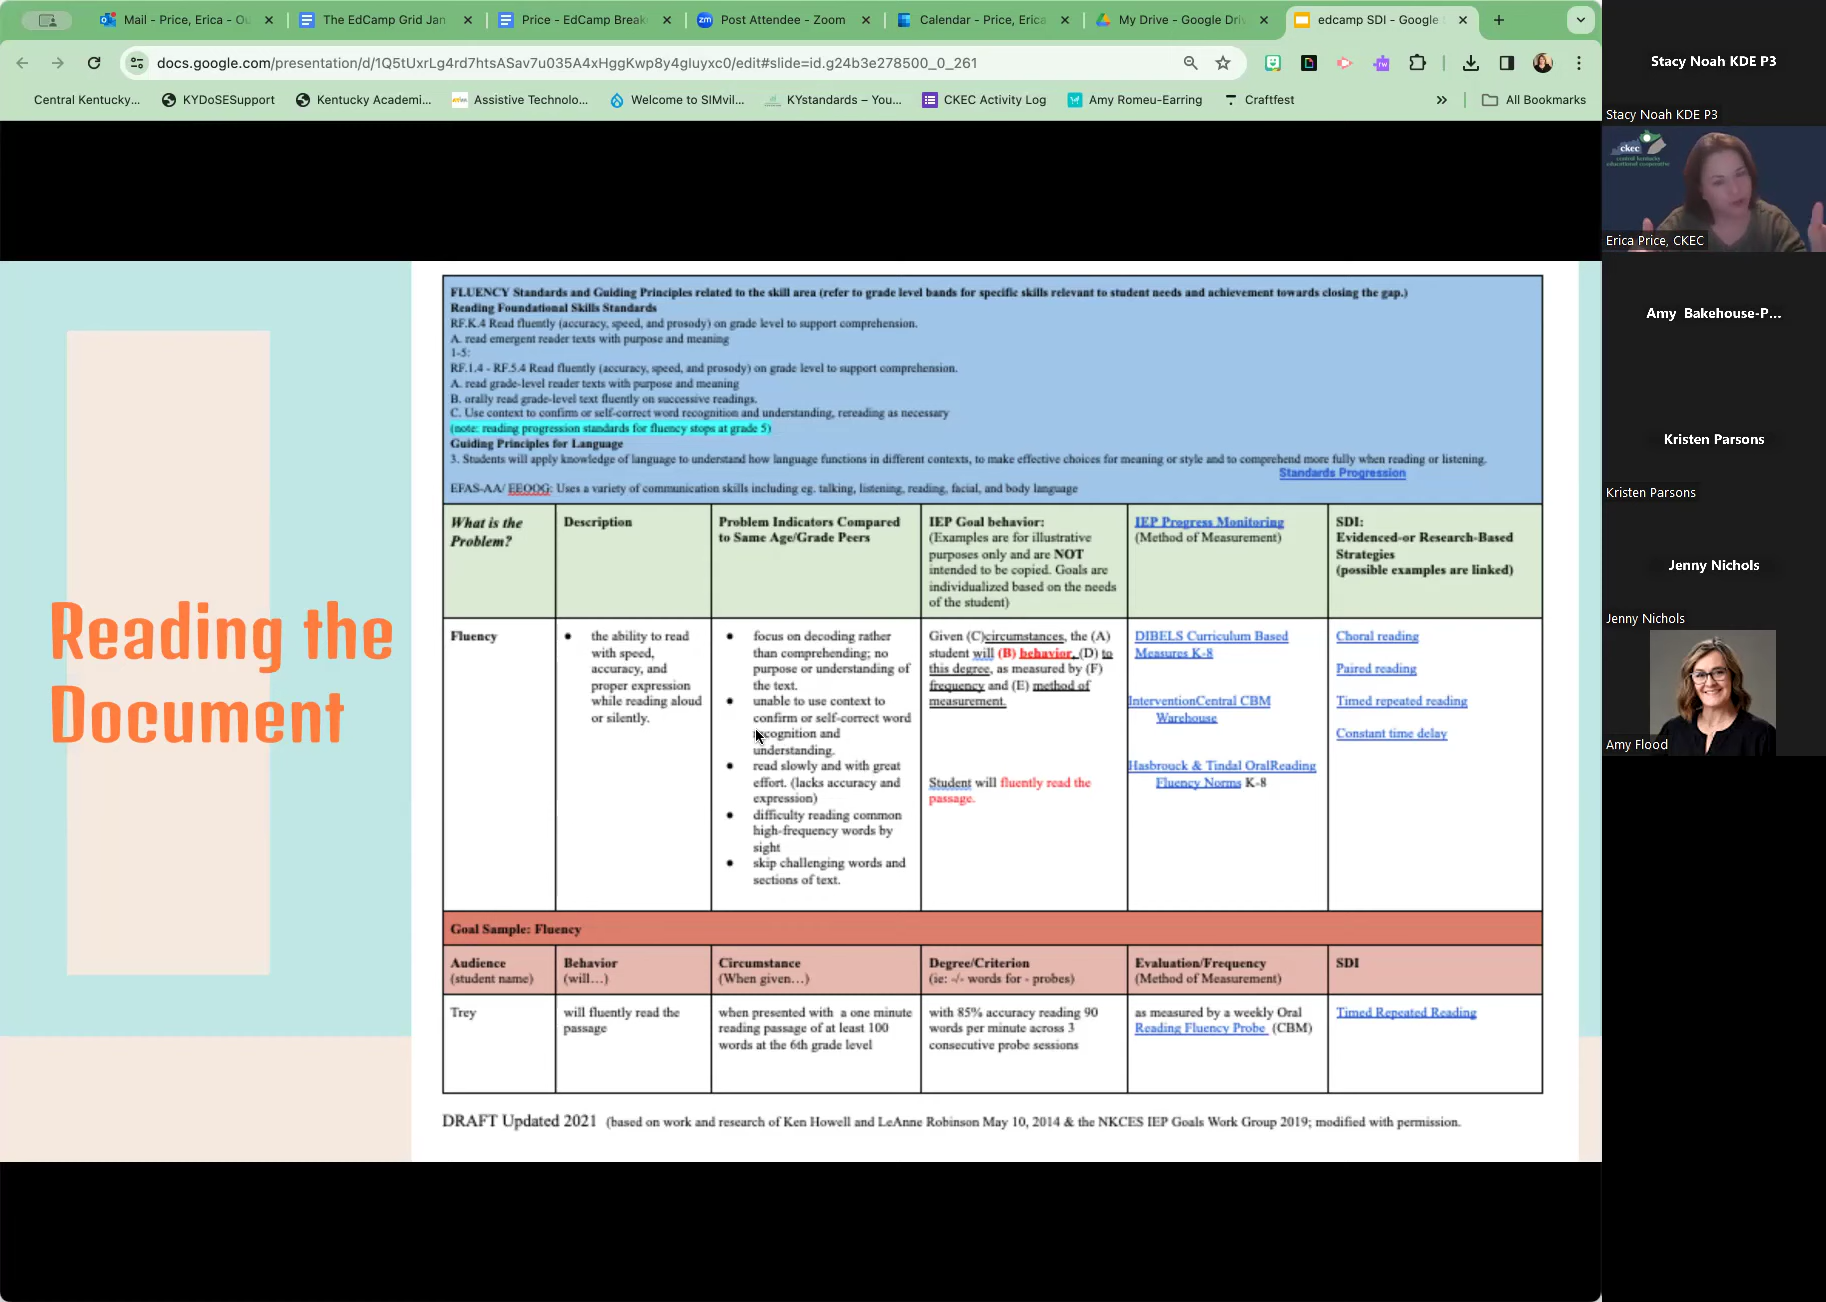 Mail - Price, Erica - Ou
The EdCamp Grid Jan
Price - EdCamp Break
zm Post Attendee - Zoom
Calendar - Price, Erica
My Drive - Google Driv
edcamp SDI - Google
docs.google.com/presentation/d/1Q5tUxrLg4rd7htsASav7u035A4xHggKwp8y4gluyxc0/edit#slide=id.g24b3e278500_0_261
Central Kentucky...
KYDoSESupport
Kentucky Academi...
Assistive Technolo...
Welcome to SIMvil...
KYstandards – You...
CKEC Activity Log
Amy Romeu-Earring
Craftfest
All Bookmarks
Reading the
Document
FLUENCY Standards and Guiding Principles related to the skill area (refer to grade level bands for specific skills relevant to student needs and achievement towards closing the gap.)
Reading Foundational Skills Standards
RF.K.4 Read fluently (accuracy, speed, and prosody) on grade level to support comprehension.
A. read emergent reader texts with purpose and meaning
1-5:
RF.1.4 - RF.5.4 Read fluently (accuracy, speed, and prosody) on grade level to support comprehension.
A. read grade-level reader texts with purpose and meaning
B. orally read grade-level text fluently on successive readings.
C. Use context to confirm or self-correct word recognition and understanding, rereading as necessary
(note: reading progression standards for fluency stops at grade 5)
Guiding Principles for Language
3. Students will apply knowledge of language to understand how language functions in different contexts, to make effective choices for meaning or style and to comprehend more fully when reading or listening.
Standards Progression
EFAS-AA/ EEOOG: Uses a variety of communication skills including eg. talking, listening, reading, facial, and body language
What is the
Problem?
Description
Problem Indicators Compared
to Same Age/Grade Peers
IEP Goal behavior:
(Examples are for illustrative
purposes only and are NOT
intended to be copied. Goals are
individualized based on the needs
of the student)
IEP Progress Monitoring
(Method of Measurement)
SDI:
Evidenced-or Research-Based
Strategies
(possible examples are linked)
Fluency
● the ability to read
with speed,
accuracy, and
proper expression
while reading aloud
or silently.
● focus on decoding rather
than comprehending; no
purpose or understanding of
the text.
● unable to use context to
confirm or self-correct word
recognition and
understanding.
● read slowly and with great
effort. (lacks accuracy and
expression)
● difficulty reading common
high-frequency words by
sight
● skip challenging words and
sections of text.
Given (C)circumstances, the (A)
student will (B) behavior, (D) to
this degree, as measured by (F)
frequency and (E) method of
measurement.
Student will fluently read the
passage.
DIBELS Curriculum Based
Measures K-8
InterventionCentral CBM
Warehouse
Hasbrouck & Tindal OralReading
Fluency Norms K-8
Choral reading
Paired reading
Timed repeated reading
Constant time delay
Goal Sample: Fluency
Audience
(student name)
Behavior
(will…)
Circumstance
(When given…)
Degree/Criterion
(ie: -/- words for - probes)
Evaluation/Frequency
(Method of Measurement)
SDI
Trey
will fluently read the
passage
when presented with a one minute
reading passage of at least 100
words at the 6th grade level
with 85% accuracy reading 90
words per minute across 3
consecutive probe sessions
as measured by a weekly Oral
Reading Fluency Probe (CBM)
Timed Repeated Reading
DRAFT Updated 2021 (based on work and research of Ken Howell and LeAnne Robinson May 10, 2014 & the NKCES IEP Goals Work Group 2019; modified with permission.
Stacy Noah KDE P3
Stacy Noah KDE P3
ckec
central kentucky
educational cooperative
Erica Price, CKEC
Amy Bakehouse-P...
Kristen Parsons
Kristen Parsons
Jenny Nichols
Jenny Nichols
Amy Flood